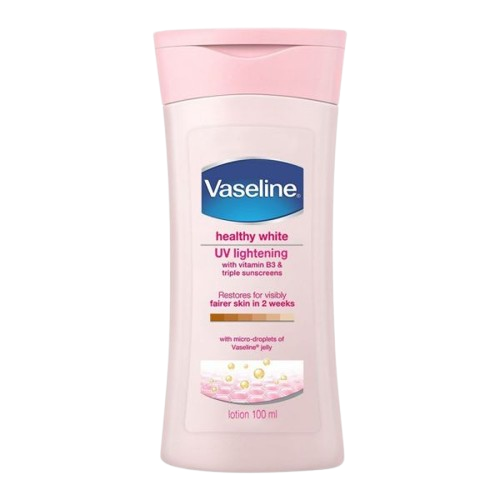 Vaseline®
healthy white
UV lightening
with vitamin B3 &
triple sunscreens
Restores for visibly
fairer skin in 2 weeks
with micro-droplets of
Vaseline® jelly
lotion 100 ml